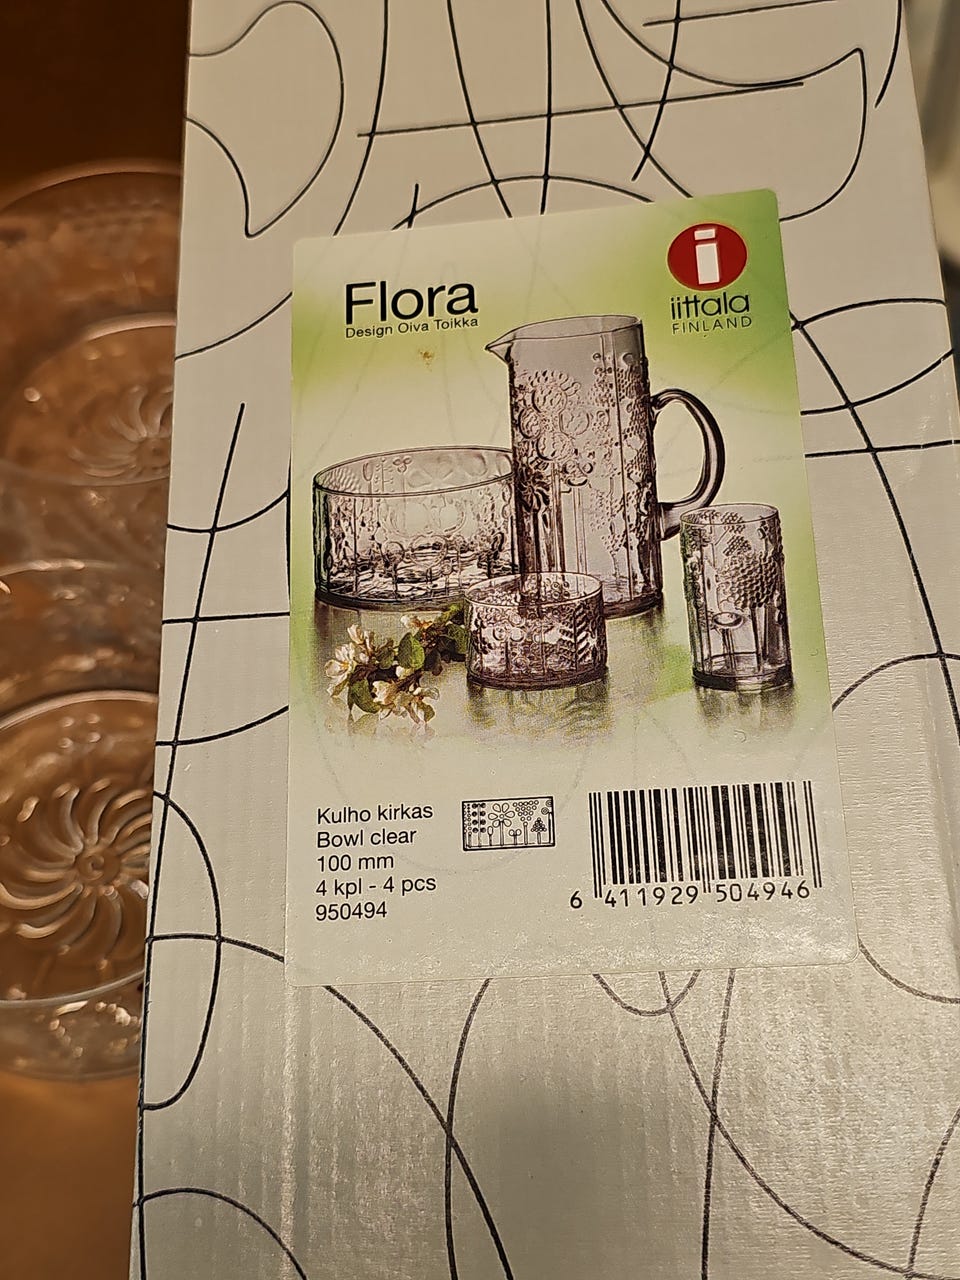 Flora
Design Oiva Toikka
i
iittala
FINLAND
Kulho kirkas
Bowl clear
100 mm
4 kpl - 4 pcs
950494
6 411929 504946